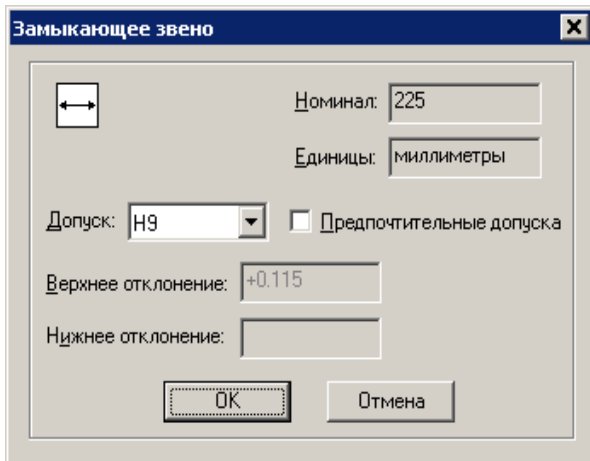 Замыкающее звено
Номинал: 225
Единицы: миллиметры
Допуск: H9 Предпочтительные допуска
Верхнее отклонение: +0.115
Нижнее отклонение:
OK Отмена